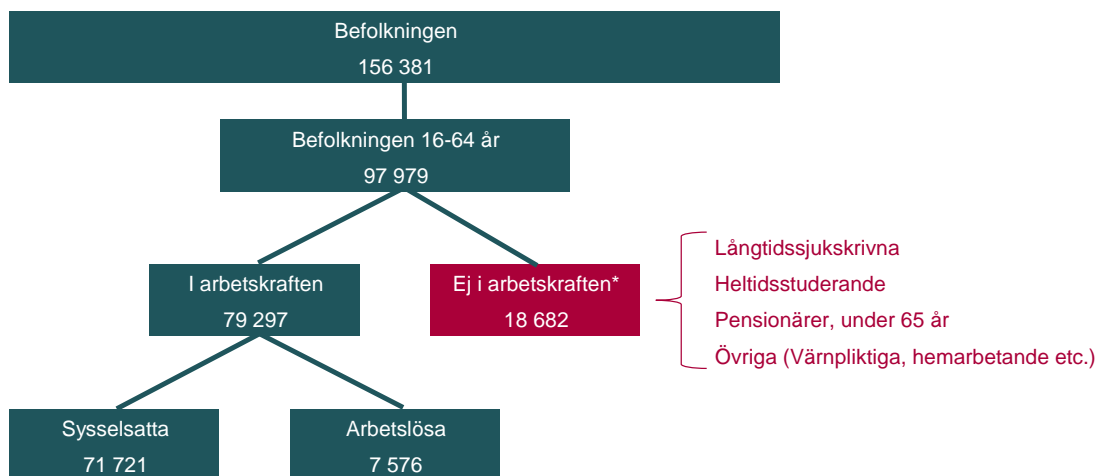 Befolkningen
156 381
Befolkningen 16-64 år
97 979
I arbetskraften
79 297
Ej i arbetskraften*
18 682
Långtidssjukskrivna
Heltidsstuderande
Pensionärer, under 65 år
Övriga (Värnpliktiga, hemarbetande etc.)
Sysselsatta
71 721
Arbetslösa
7 576